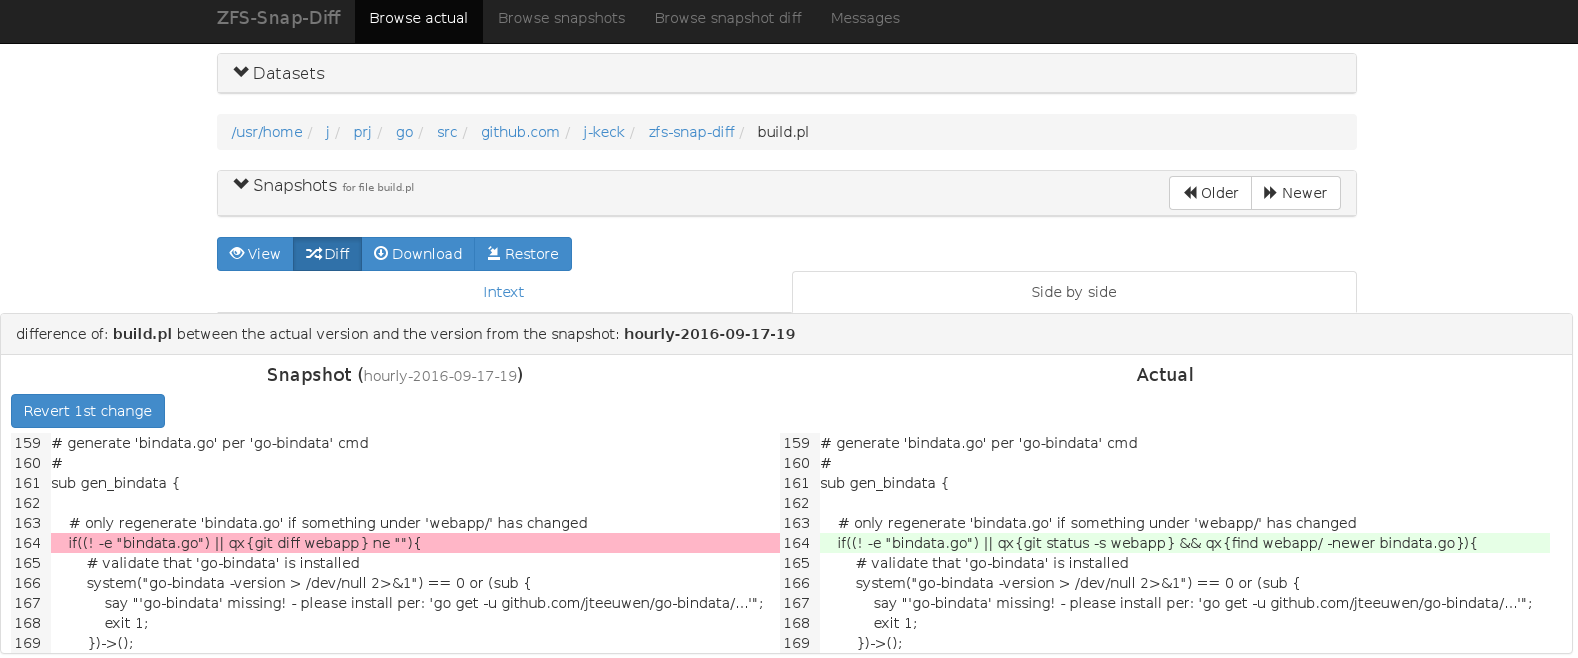 ZFS-Snap-Diff Browse actual Browse snapshots Browse snapshot diff Messages
Datasets
/usr/home / j / prj / go / src / github.com / j-keck / zfs-snap-diff / build.pl
Snapshots for file build.pl Older Newer
View Diff Download Restore
Intext Side by side
difference of: build.pl between the actual version and the version from the snapshot: hourly-2016-09-17-19
Snapshot (hourly-2016-09-17-19) Actual
Revert 1st change
159 # generate 'bindata.go' per 'go-bindata' cmd 159 # generate 'bindata.go' per 'go-bindata' cmd
160 # 160 #
161 sub gen_bindata { 161 sub gen_bindata {
162 162
163 # only regenerate 'bindata.go' if something under 'webapp/' has changed 163 # only regenerate 'bindata.go' if something under 'webapp/' has changed
164 if((! -e "bindata.go") || qx{git diff webapp} ne ""){ 164 if((! -e "bindata.go") || qx{git status -s webapp} && qx{find webapp/ -newer bindata.go}){
165 # validate that 'go-bindata' is installed 165 # validate that 'go-bindata' is installed
166 system("go-bindata -version > /dev/null 2>&1") == 0 or (sub { 166 system("go-bindata -version > /dev/null 2>&1") == 0 or (sub {
167 say "'go-bindata' missing! - please install per: 'go get -u github.com/jteeuwen/go-bindata/...'"; 167 say "'go-bindata' missing! - please install per: 'go get -u github.com/jteeuwen/go-bindata/...'";
168 exit 1; 168 exit 1;
169 })->(); 169 })->();